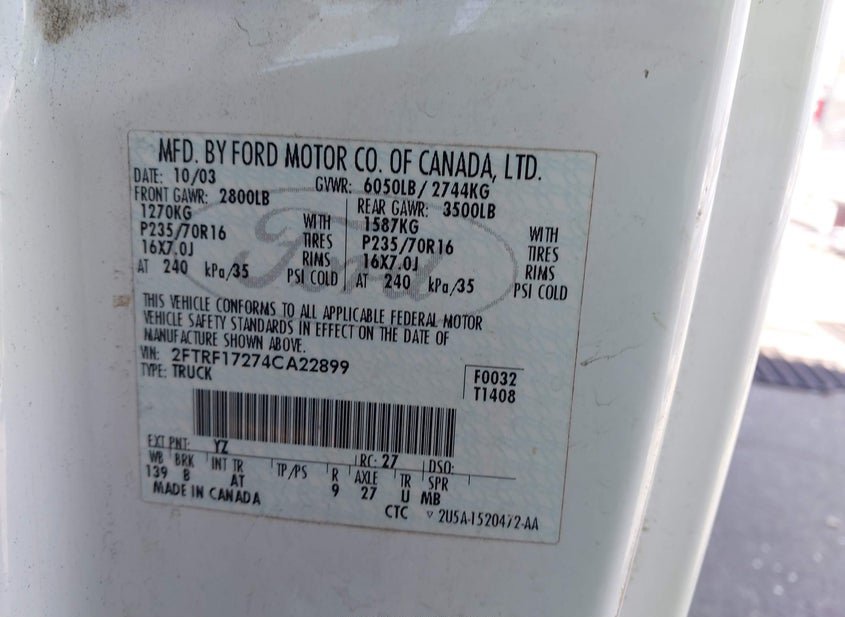 MFD. BY FORD MOTOR CO. OF CANADA, LTD.
DATE: 10/03 GVWR: 6050LB/ 2744KG
FRONT GAWR: 2800LB REAR GAWR: 3500LB
1270KG WITH 1587KG WITH
P235/70R16 TIRES P235/70R16 TIRES
16X7.0J RIMS 16X7.0J RIMS
AT 240 kPa/35 PSI COLD AT 240 kPa/35 PSI COLD
Ford
THIS VEHICLE CONFORMS TO ALL APPLICABLE FEDERAL MOTOR
VEHICLE SAFETY STANDARDS IN EFFECT ON THE DATE OF
MANUFACTURE SHOWN ABOVE.
VIN: 2FTRF17274CA22899
TYPE: TRUCK
F0032
T1408
EXT PNT: YZ RC: 27 DSO:
WB BRK INT TR TP/PS R AXLE TR SPR
139 B AT 9 27 U MB
MADE IN CANADA
CTC ▽ 2U5A-1520472-AA